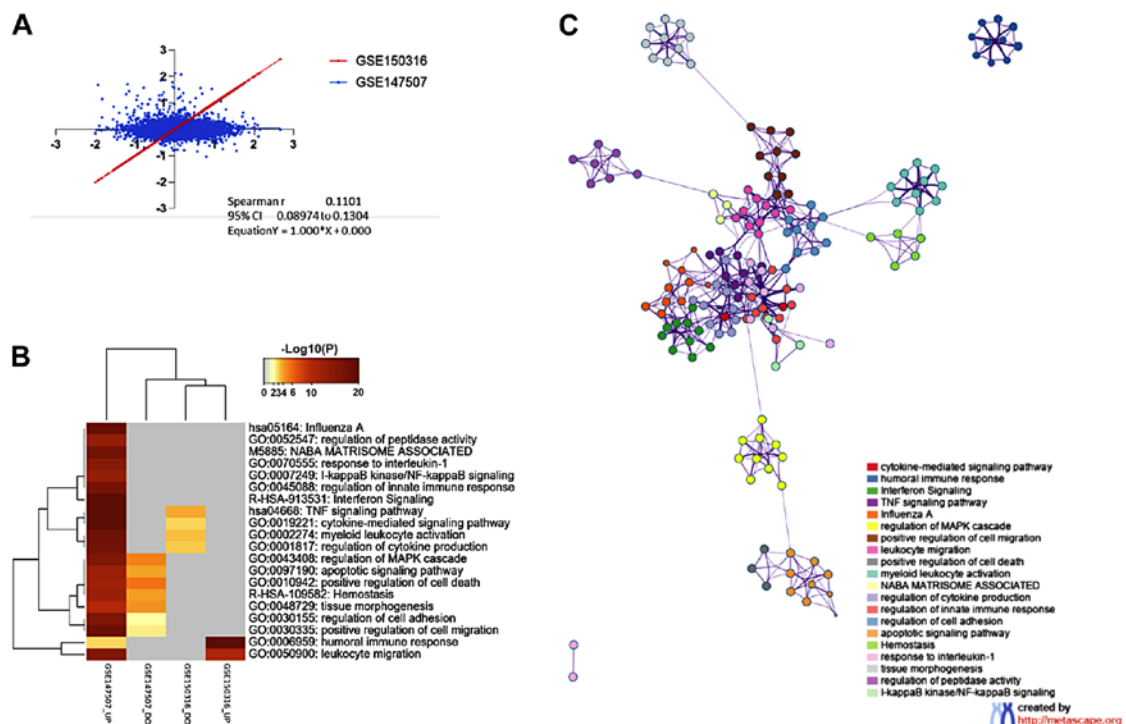 A
3
2
1
-1
-2
-3
-3
-2
-1
1
2
3
GSE150316
GSE147507
Spearman r 0.1101
95% CI 0.08974 to 0.1304
EquationY = 1.000*X + 0.000
B
-Log10(P)
0 2 3 4 6 10 20
hsa05164: Influenza A
GO:0052547: regulation of peptidase activity
M5885: NABA MATRISOME ASSOCIATED
GO:0070555: response to interleukin-1
GO:0007249: I-kappaB kinase/NF-kappaB signaling
GO:0045088: regulation of innate immune response
R-HSA-913531: Interferon Signaling
hsa04668: TNF signaling pathway
GO:0019221: cytokine-mediated signaling pathway
GO:0002274: myeloid leukocyte activation
GO:0001817: regulation of cytokine production
GO:0043408: regulation of MAPK cascade
GO:0097190: apoptotic signaling pathway
GO:0010942: positive regulation of cell death
R-HSA-109582: Hemostasis
GO:0048729: tissue morphogenesis
GO:0030155: regulation of cell adhesion
GO:0030335: positive regulation of cell migration
GO:0006959: humoral immune response
GO:0050900: leukocyte migration
GSE147507_UP
GSE147507_DO
GSE150316_DO
GSE150316_UP
C
cytokine-mediated signaling pathway
humoral immune response
Interferon Signaling
TNF signaling pathway
Influenza A
regulation of MAPK cascade
positive regulation of cell migration
leukocyte migration
positive regulation of cell death
myeloid leukocyte activation
NABA MATRISOME ASSOCIATED
regulation of cytokine production
regulation of innate immune response
regulation of cell adhesion
apoptotic signaling pathway
Hemostasis
response to interleukin-1
tissue morphogenesis
regulation of peptidase activity
I-kappaB kinase/NF-kappaB signaling
created by
http://metascape.org